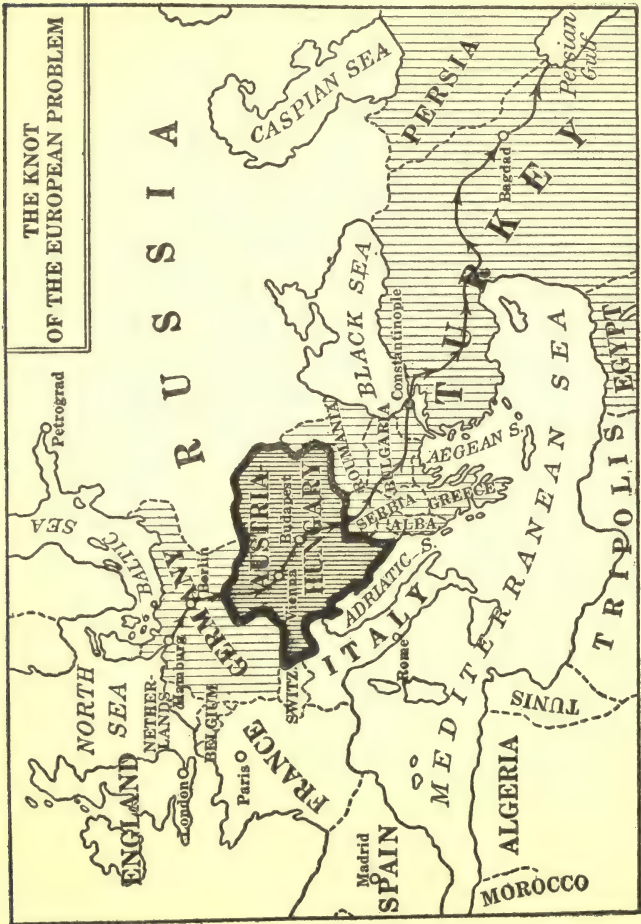 THE KNOT
OF THE EUROPEAN PROBLEM
Petrograd
RUSSIA
CASPIAN SEA
PERSIA
Persian
Gulf
BALTIC
SEA
NORTH
SEA
ENGLAND
London
NETHER-
LANDS
Hamburg
Berlin
GERMANY
BELGIUM
Paris
FRANCE
SWITZ.
AUSTRIA-
HUNGARY
Vienna
Budapest
ROUMANIA
BULGARIA
SERBIA
ALBA.
GREECE
BLACK SEA
Constantinople
TURKEY
Bagdad
AEGEAN S.
ADRIATIC S.
ITALY
Rome
MEDITERRANEAN SEA
Madrid
SPAIN
MOROCCO
ALGERIA
TUNIS
TRIPOLIS
EGYPT